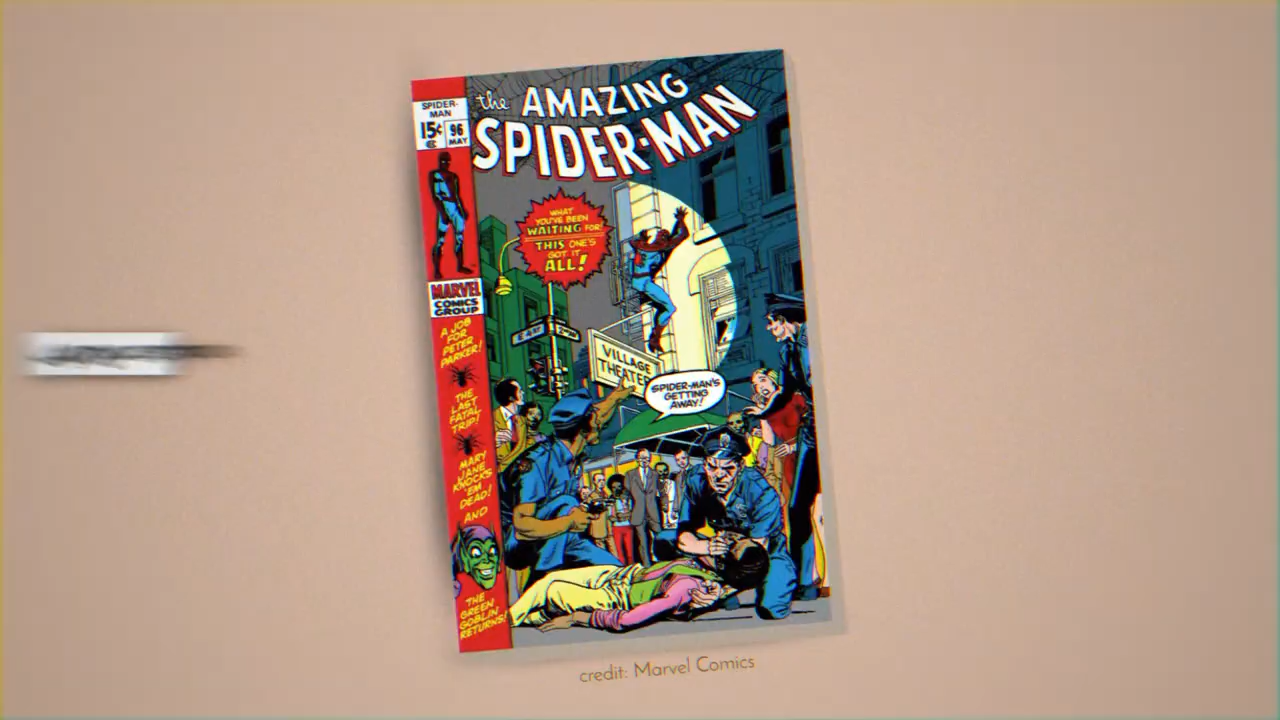 the AMAZING
SPIDER-MAN
SPIDER-
MAN
15¢
96
MAY
WHAT
YOU'VE BEEN
WAITING FOR!
THIS ONE'S
GOT IT
ALL!
MARVEL
COMICS
GROUP
A JOB
FOR
PETER
PARKER!
THE
LAST
FATAL
TRIP!
MARY
JANE
KNOCKS
'EM
DEAD!
AND
THE
GREEN
GOBLIN
RETURNS!
VILLAGE
THEATER
SPIDER-MAN'S
GETTING
AWAY!
credit: Marvel Comics